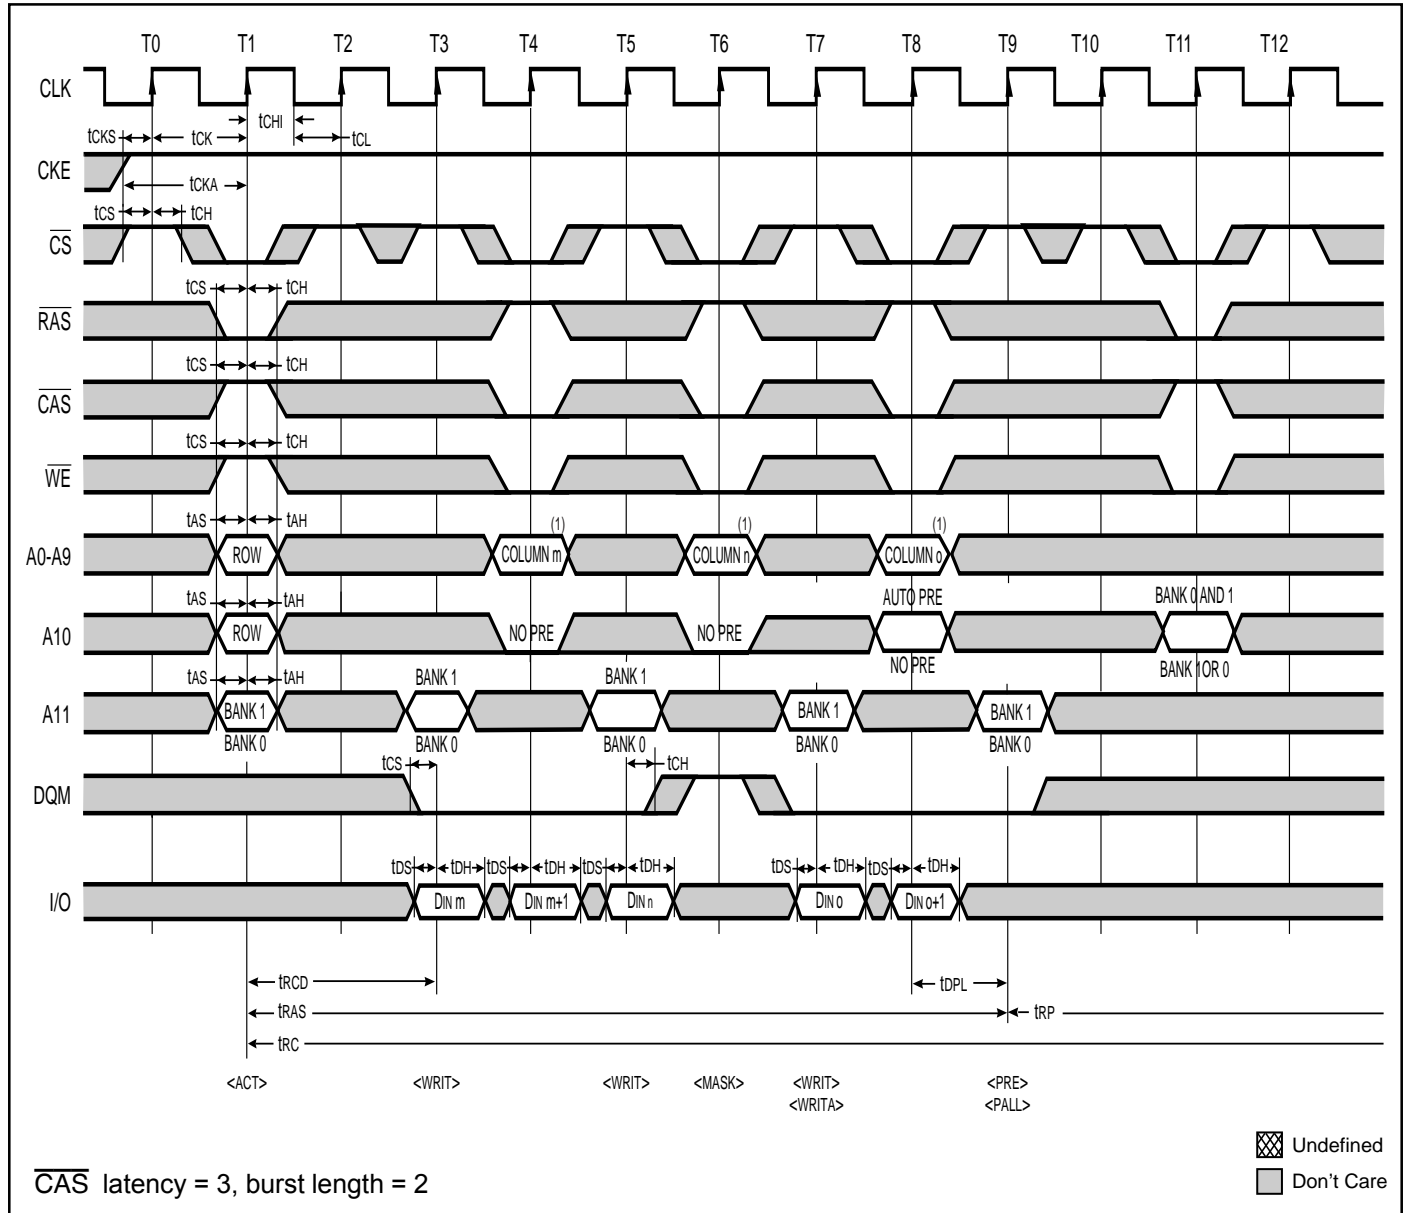 T0 T1 T2 T3 T4 T5 T6 T7 T8 T9 T10 T11 T12
CLK
tCHI
tCKS tCK tCL
CKE
tCKA
tCS tCH
CS
tCS tCH
RAS
tCS tCH
CAS
tCS tCH
WE
tAS tAH (1) (1) (1)
A0-A9 ROW COLUMN m COLUMN n COLUMN o
tAS tAH AUTO PRE BANK 0 AND 1
A10 ROW NO PRE NO PRE
NO PRE BANK 1 OR 0
tAS tAH BANK 1 BANK 1
A11 BANK 1 BANK 1 BANK 1
BANK 0 BANK 0 BANK 0 BANK 0 BANK 0
tCS tCH
DQM
tDS tDH tDS tDH tDS tDH tDS tDH tDS tDH
I/O DIN m DIN m+1 DIN n DIN o DIN o+1
tRCD tDPL
tRAS tRP
tRC
<ACT> <WRIT> <WRIT> <MASK> <WRIT> <PRE>
<WRITA> <PALL>
Undefined
Don't Care
CAS latency = 3, burst length = 2